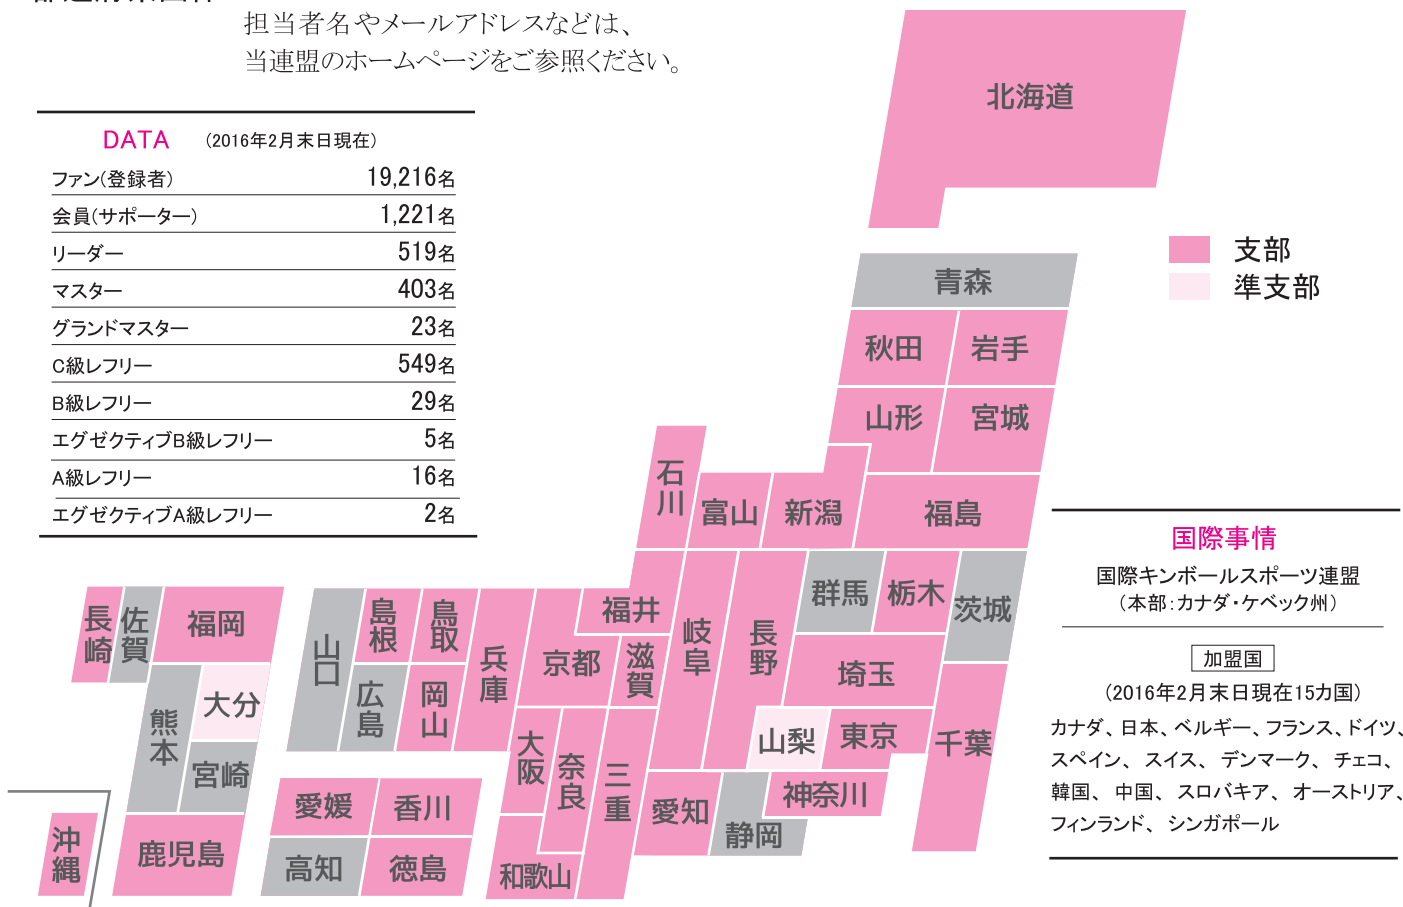 担当者名やメールアドレスなどは、
当連盟のホームページをご参照ください。
DATA (2016年2月末日現在)
ファン(登録者) 19,216名
会員(サポーター) 1,221名
リーダー 519名
マスター 403名
グランドマスター 23名
C級レフリー 549名
B級レフリー 29名
エグゼクティブB級レフリー 5名
A級レフリー 16名
エグゼクティブA級レフリー 2名
北海道
支部
準支部
青森
秋田 岩手
山形 宮城
石川 富山 新潟 福島
福井 岐阜 長野 群馬 栃木 茨城
長崎 佐賀 福岡
山口 島根 鳥取 兵庫 京都 滋賀 埼玉
熊本 大分 広島 岡山
大阪 奈良 三重 山梨 東京 千葉
宮崎
愛媛 香川 愛知 静岡 神奈川
沖縄 鹿児島 高知 徳島 和歌山
国際事情
国際キンボールスポーツ連盟
(本部:カナダ・ケベック州)
加盟国
(2016年2月末日現在15カ国)
カナダ、日本、ベルギー、フランス、ドイツ、
スペイン、スイス、デンマーク、チェコ、
韓国、中国、スロバキア、オーストリア、
フィンランド、シンガポール